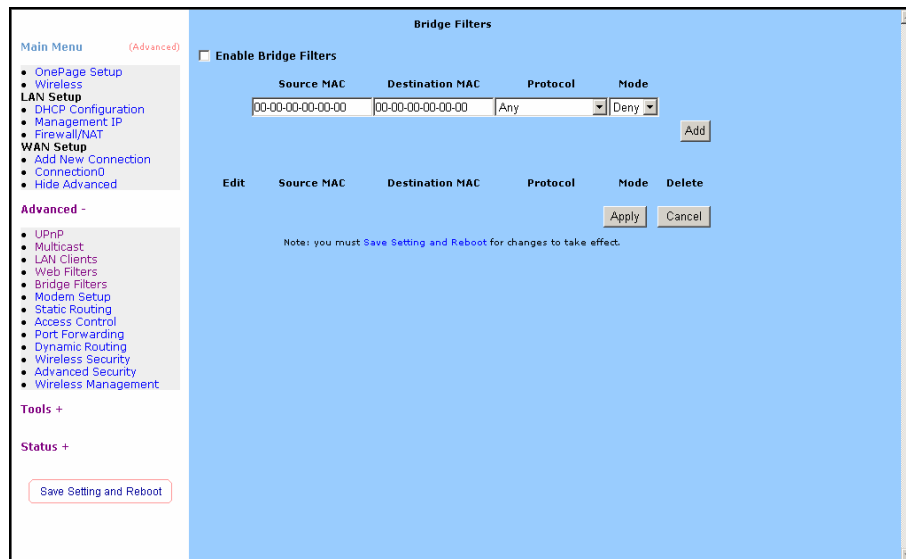 Bridge Filters
Main Menu (Advanced)
OnePage Setup
Wireless
LAN Setup
DHCP Configuration
Management IP
Firewall/NAT
WAN Setup
Add New Connection
Connection0
Hide Advanced
Advanced -
UPnP
Multicast
LAN Clients
Web Filters
Bridge Filters
Modem Setup
Static Routing
Access Control
Port Forwarding
Dynamic Routing
Wireless Security
Advanced Security
Wireless Management
Tools +
Status +
Save Setting and Reboot
Enable Bridge Filters
Source MAC Destination MAC Protocol Mode
00-00-00-00-00-00 00-00-00-00-00-00 Any Deny
Add
Edit Source MAC Destination MAC Protocol Mode Delete
Apply Cancel
Note: you must Save Setting and Reboot for changes to take effect.